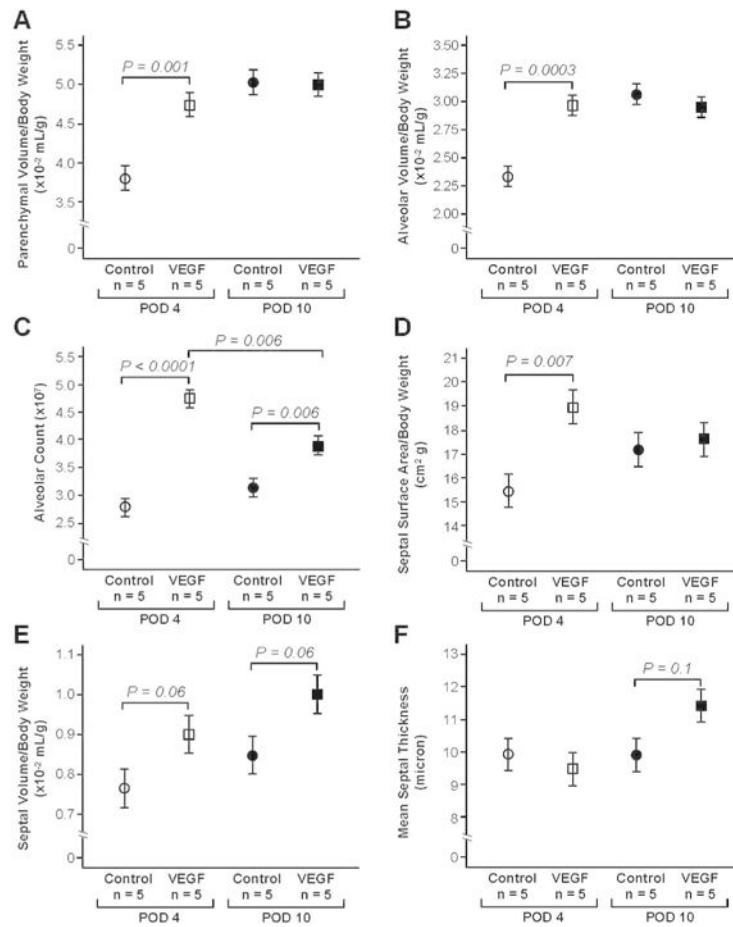 A
Parenchymal Volume/Body Weight
(x10⁻² mL/g)
5.5
5.0
4.5
4.0
3.5
0
P = 0.001
Control VEGF Control VEGF
n = 5 n = 5 n = 5 n = 5
POD 4 POD 10
B
Alveolar Volume/Body Weight
(x10⁻² mL/g)
3.50
3.25
3.00
2.75
2.50
2.25
2.00
0
P = 0.0003
Control VEGF Control VEGF
n = 5 n = 5 n = 5 n = 5
POD 4 POD 10
C
Alveolar Count (x10⁷)
5.5
5.0
4.5
4.0
3.5
3.0
2.5
0
P = 0.006
P < 0.0001
P = 0.006
Control VEGF Control VEGF
n = 5 n = 5 n = 5 n = 5
POD 4 POD 10
D
Septal Surface Area/Body Weight
(cm² g)
21
20
19
18
17
16
15
14
0
P = 0.007
Control VEGF Control VEGF
n = 5 n = 5 n = 5 n = 5
POD 4 POD 10
E
Septal Volume/Body Weight
(x10⁻² mL/g)
1.1
1.0
0.9
0.8
0.7
0
P = 0.06
P = 0.06
Control VEGF Control VEGF
n = 5 n = 5 n = 5 n = 5
POD 4 POD 10
F
Mean Septal Thickness
(micron)
13
12
11
10
9
8
0
P = 0.1
Control VEGF Control VEGF
n = 5 n = 5 n = 5 n = 5
POD 4 POD 10